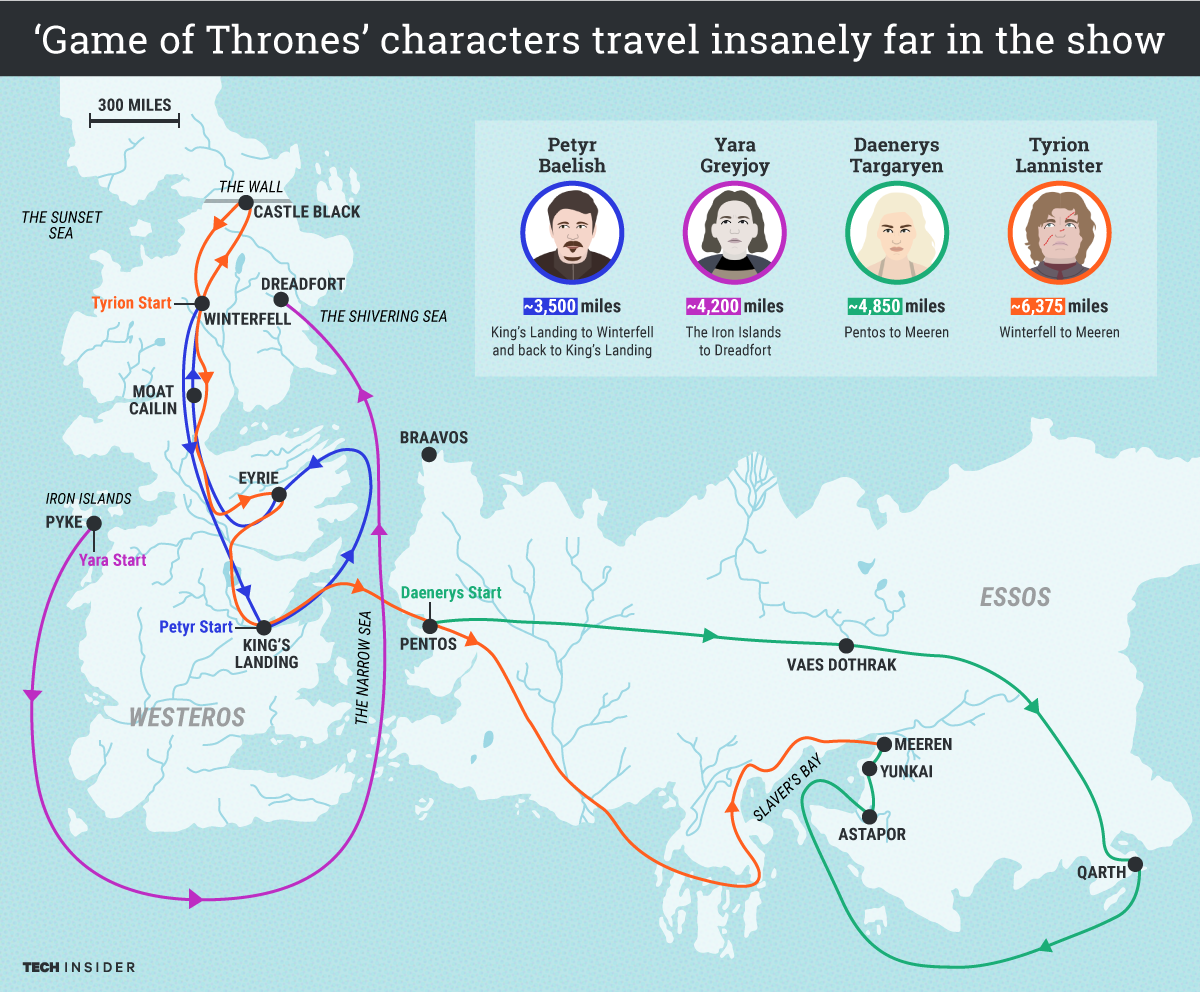 ‘Game of Thrones’ characters travel insanely far in the show
300 MILES
Petyr
Baelish
~3,500 miles
King’s Landing to Winterfell
and back to King’s Landing
Yara
Greyjoy
~4,200 miles
The Iron Islands
to Dreadfort
Daenerys
Targaryen
~4,850 miles
Pentos to Meeren
Tyrion
Lannister
~6,375 miles
Winterfell to Meeren
THE WALL
CASTLE BLACK
THE SUNSET
SEA
DREADFORT
Tyrion Start
WINTERFELL
THE SHIVERING SEA
MOAT
CAILIN
BRAAVOS
EYRIE
IRON ISLANDS
PYKE
Yara Start
Daenerys Start
ESSOS
Petyr Start
KING’S
LANDING
THE NARROW SEA
PENTOS
VAES DOTHRAK
WESTEROS
MEEREN
YUNKAI
SLAVER’S BAY
ASTAPOR
QARTH
TECH INSIDER